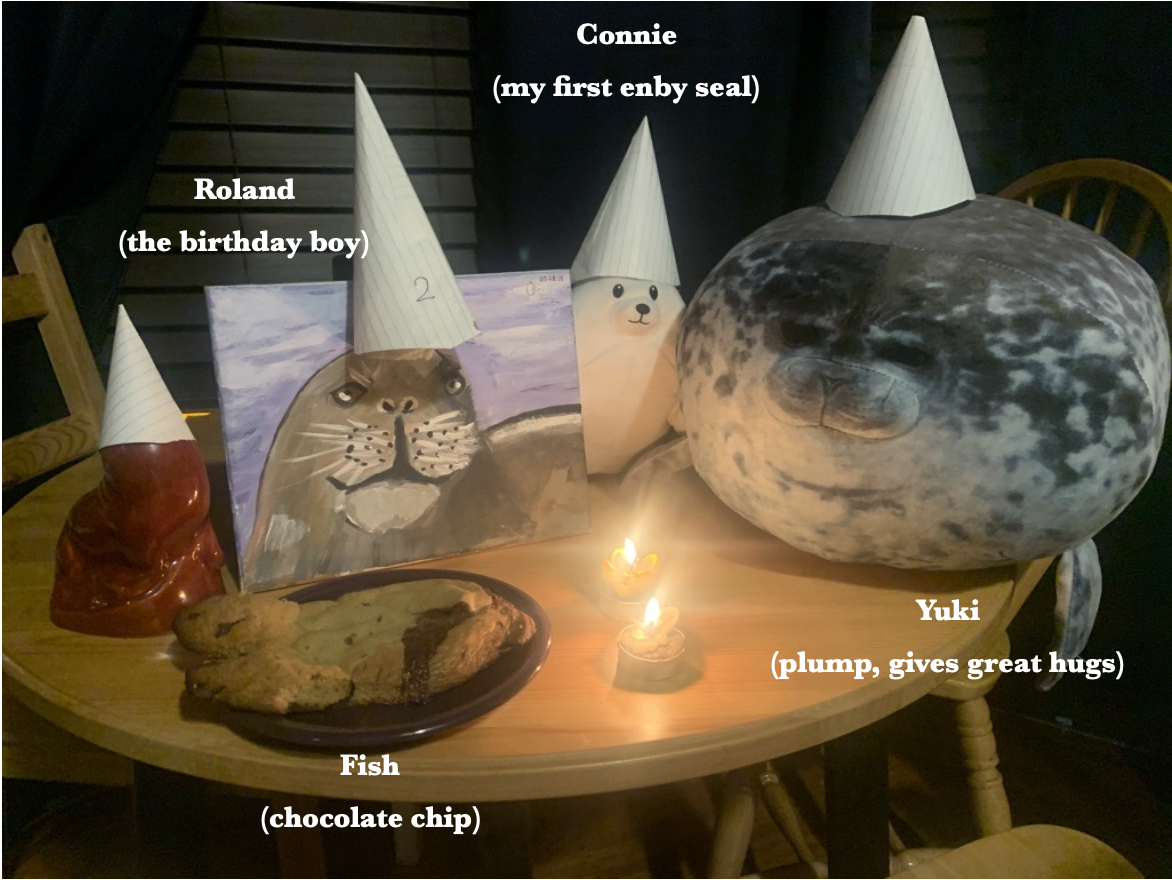 Connie
(my first enby seal)
Roland
(the birthday boy)
2
Yuki
(plump, gives great hugs)
Fish
(chocolate chip)